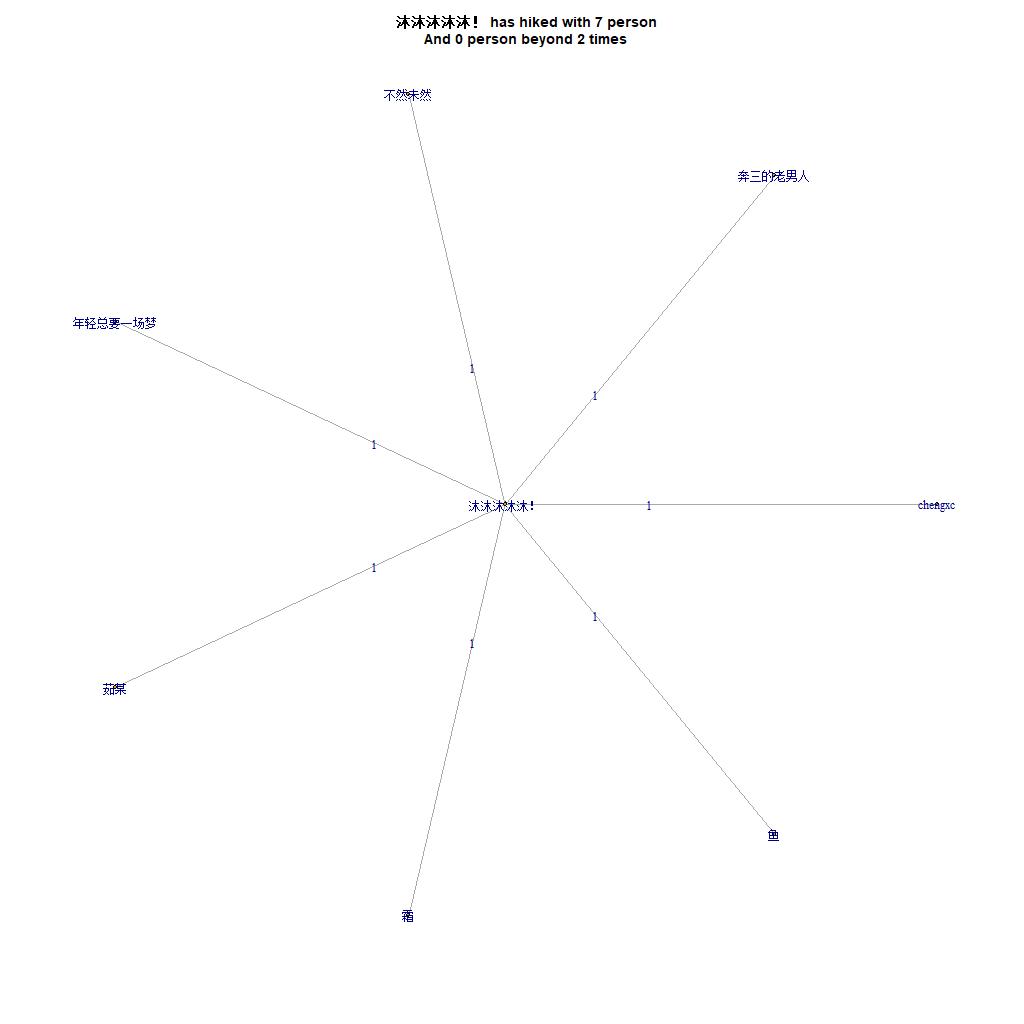 沐沐沐沐沐！ has hiked with 7 person
And 0 person beyond 2 times
不然未然
奔三的老男人
年轻总要一场梦
1
1
1
沐沐沐沐沐！
1
chengxc
1
1
1
茹果
鱼
霜